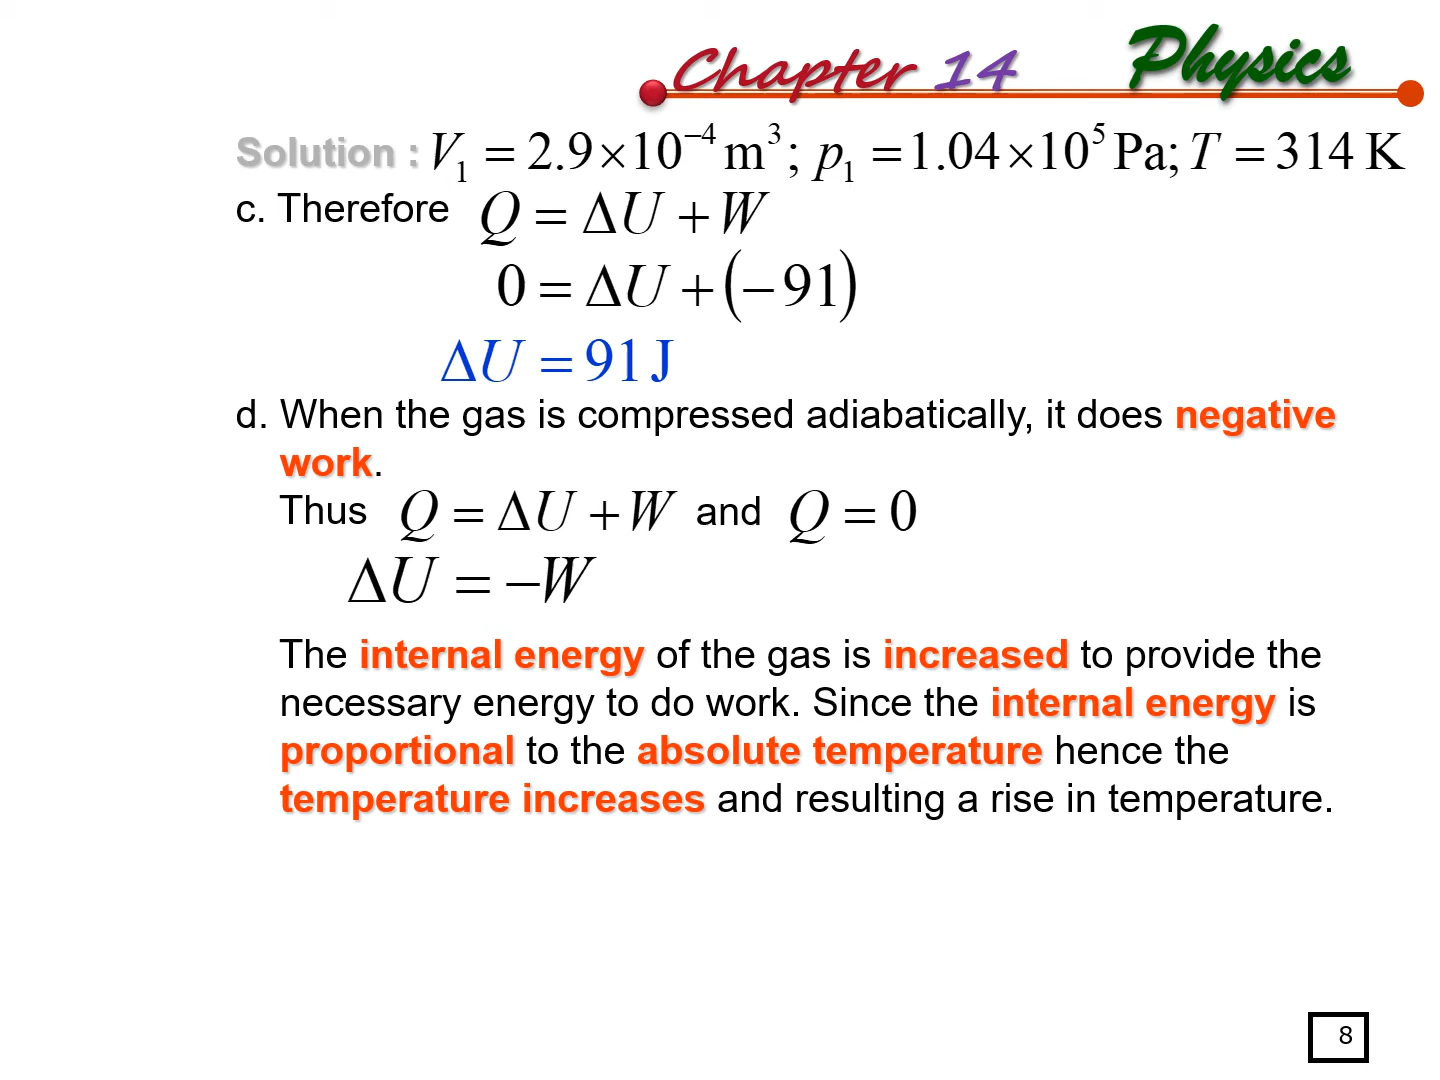 Chapter 14 Physics
Solution : V₁ = 2.9×10⁻⁴ m³; p₁ =1.04×10⁵ Pa; T = 314 K
c. Therefore Q = ΔU + W
0 = ΔU + (−91)
ΔU = 91J
d. When the gas is compressed adiabatically, it does negative
work.
Thus Q = ΔU + W and Q = 0
ΔU = −W
The internal energy of the gas is increased to provide the
necessary energy to do work. Since the internal energy is
proportional to the absolute temperature hence the
temperature increases and resulting a rise in temperature.
8